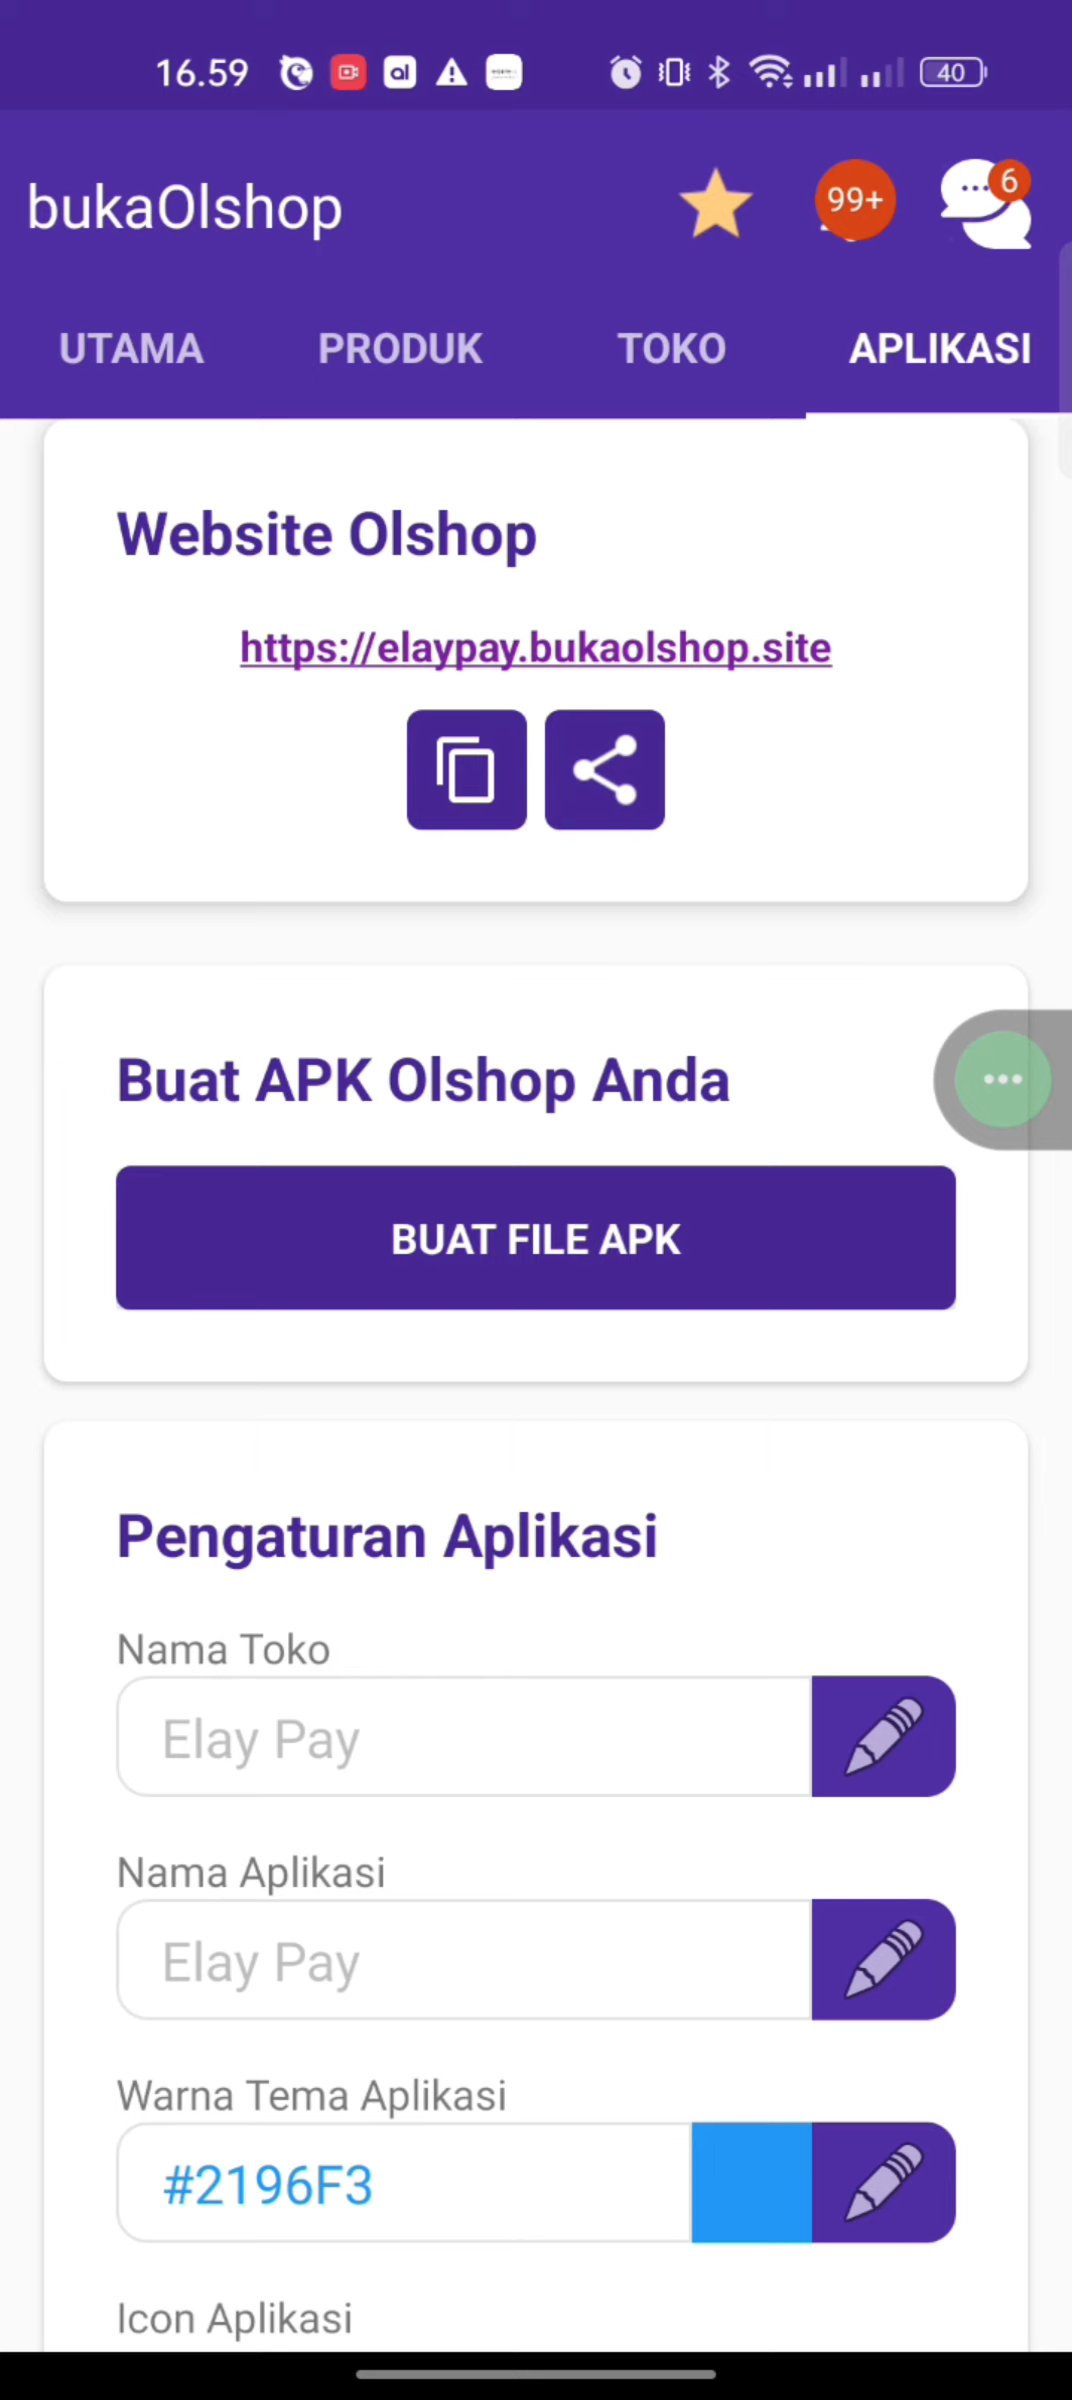 16.59
40
bukaOlshop
99+
6
UTAMA
PRODUK
TOKO
APLIKASI
Website Olshop
https://elaypay.bukaolshop.site
Buat APK Olshop Anda
BUAT FILE APK
Pengaturan Aplikasi
Nama Toko
Elay Pay
Nama Aplikasi
Elay Pay
Warna Tema Aplikasi
#2196F3
Icon Aplikasi